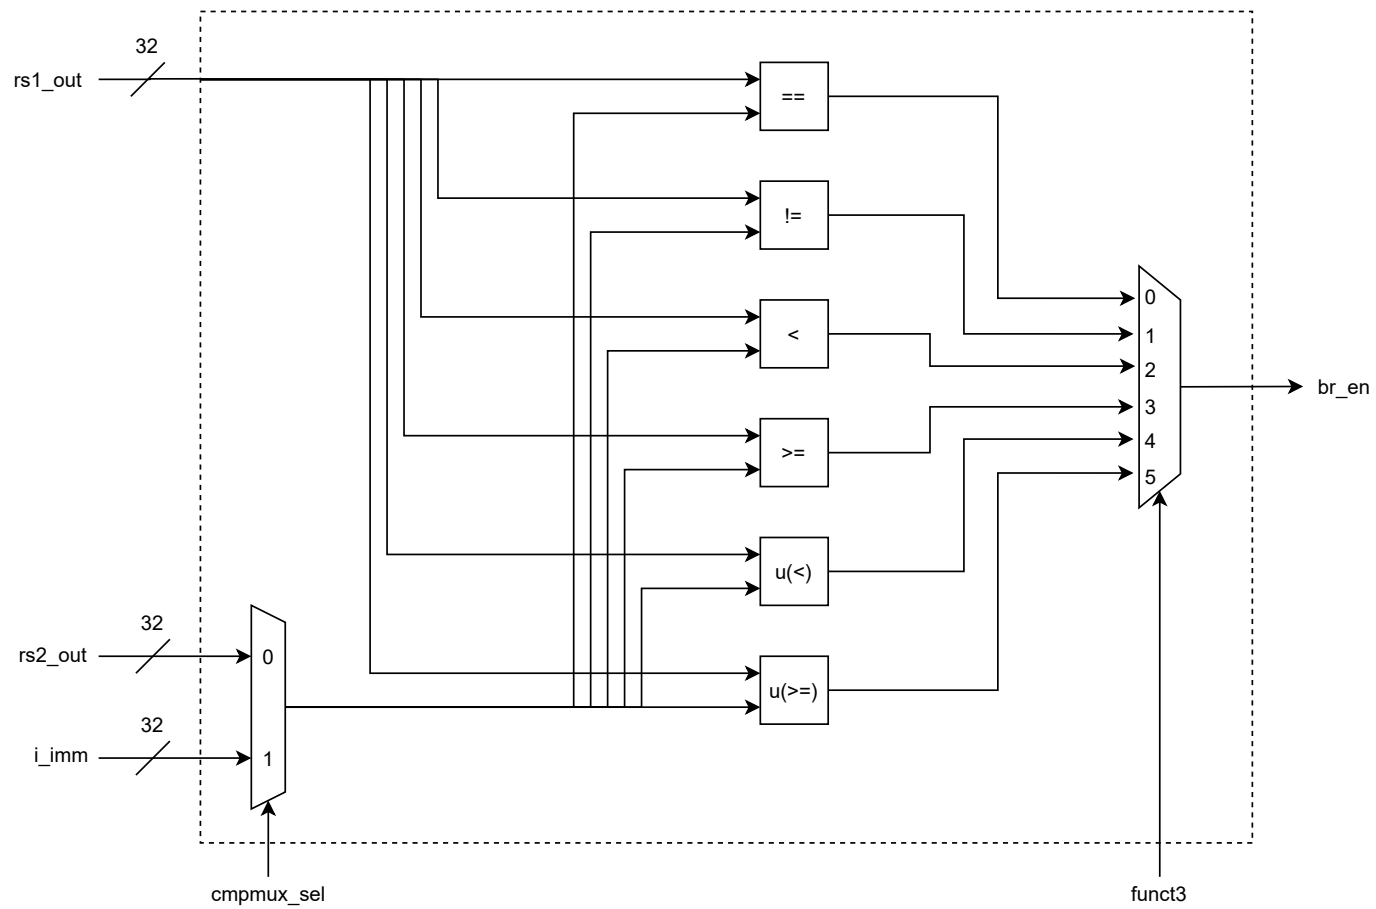 32
rs1_out
==
!=
<
>=
u(<)
u(>=)
0
1
2
3
4
5
br_en
32
rs2_out
0
32
i_imm
1
cmpmux_sel
funct3